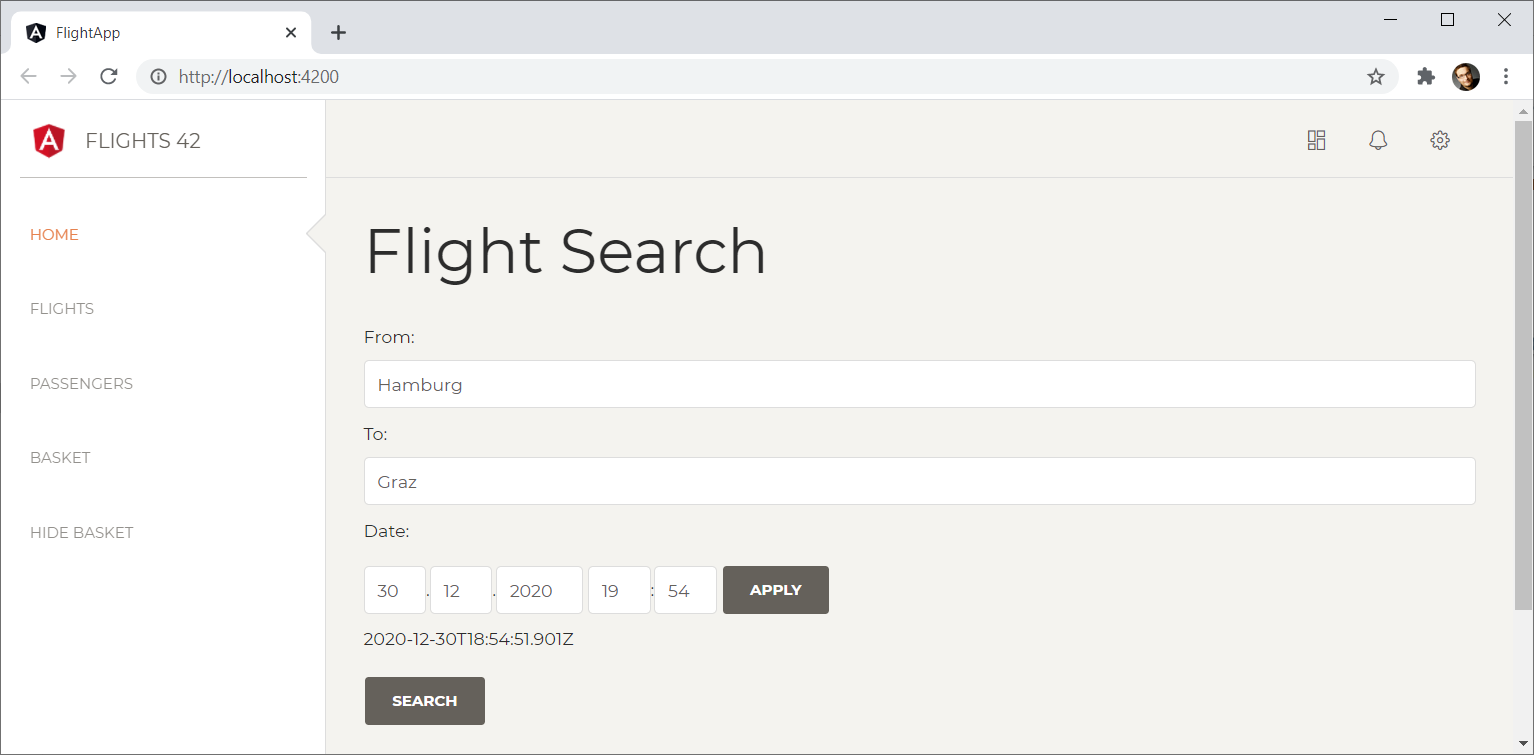 FlightApp
http://localhost:4200
FLIGHTS 42
HOME
FLIGHTS
PASSENGERS
BASKET
HIDE BASKET
Flight Search
From:
Hamburg
To:
Graz
Date:
30 . 12 . 2020 19 : 54 APPLY
2020-12-30T18:54:51.901Z
SEARCH